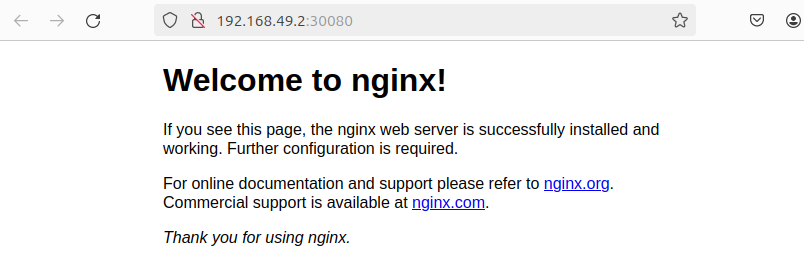 192.168.49.2:30080
Welcome to nginx!
If you see this page, the nginx web server is successfully installed and
working. Further configuration is required.
For online documentation and support please refer to nginx.org.
Commercial support is available at nginx.com.
Thank you for using nginx.